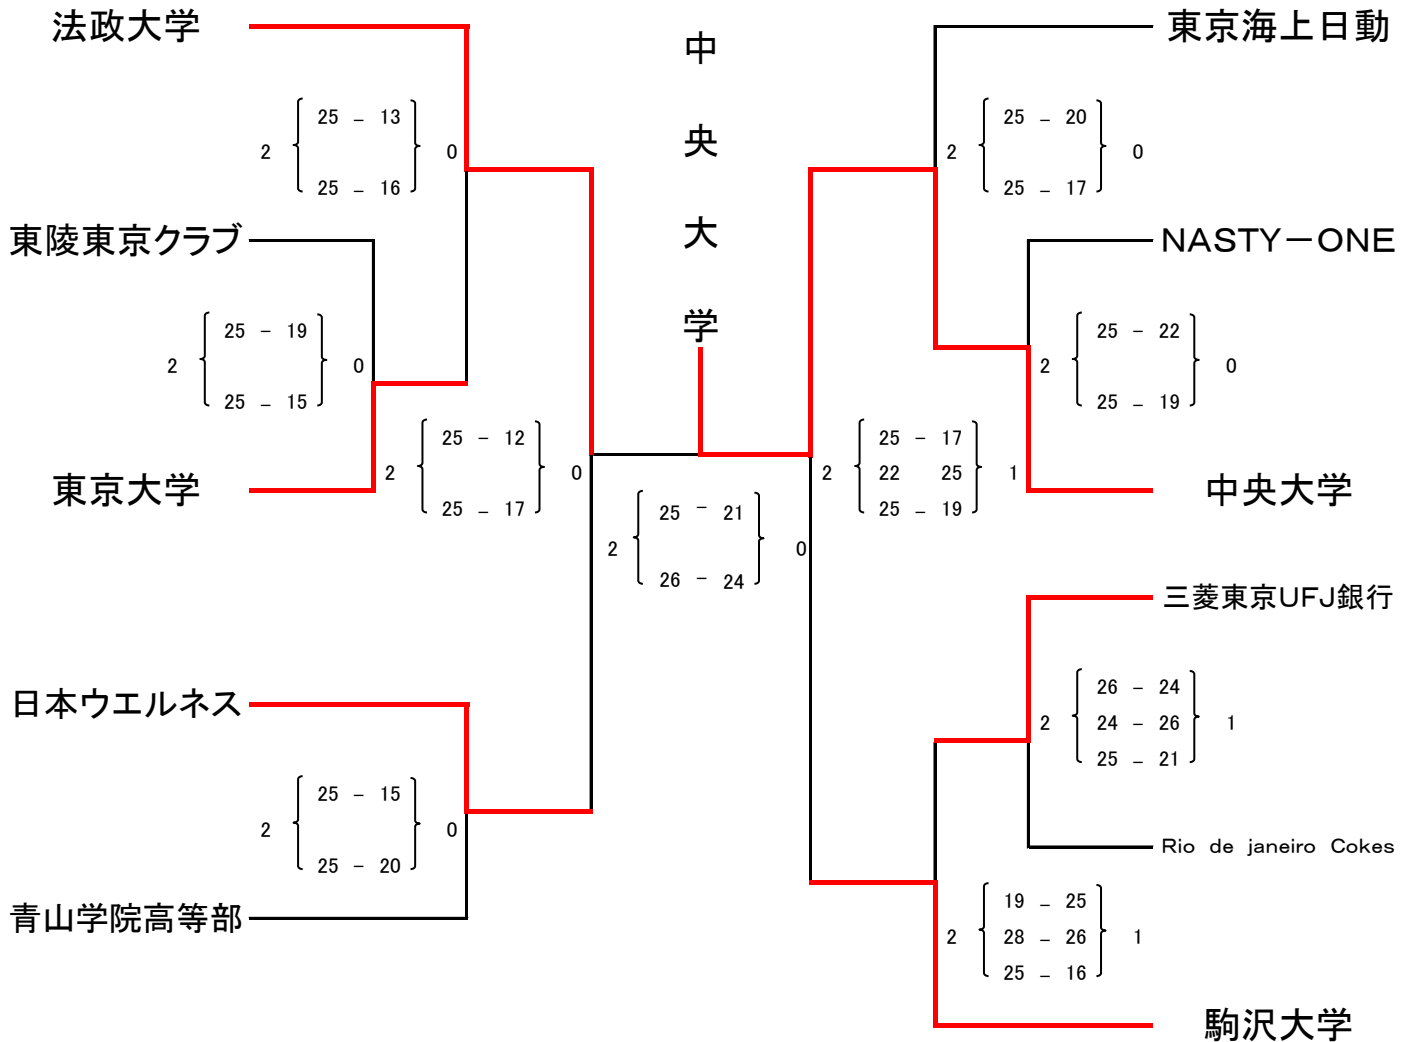 法政大学
中央大学
東京海上日動
25 － 13
2 0
25 － 16
25 － 20
2 0
25 － 17
東陵東京クラブ
NASTY－ONE
25 － 19
2 0
25 － 15
25 － 22
2 0
25 － 19
東京大学
25 － 12
2 0
25 － 17
25 － 17
2 22 25 1
25 － 19
中央大学
25 － 21
2 0
26 － 24
三菱東京UFJ銀行
日本ウエルネス
26 － 24
2 24 － 26 1
25 － 21
25 － 15
2 0
25 － 20
Rio de janeiro Cokes
青山学院高等部
19 － 25
2 28 － 26 1
25 － 16
駒沢大学